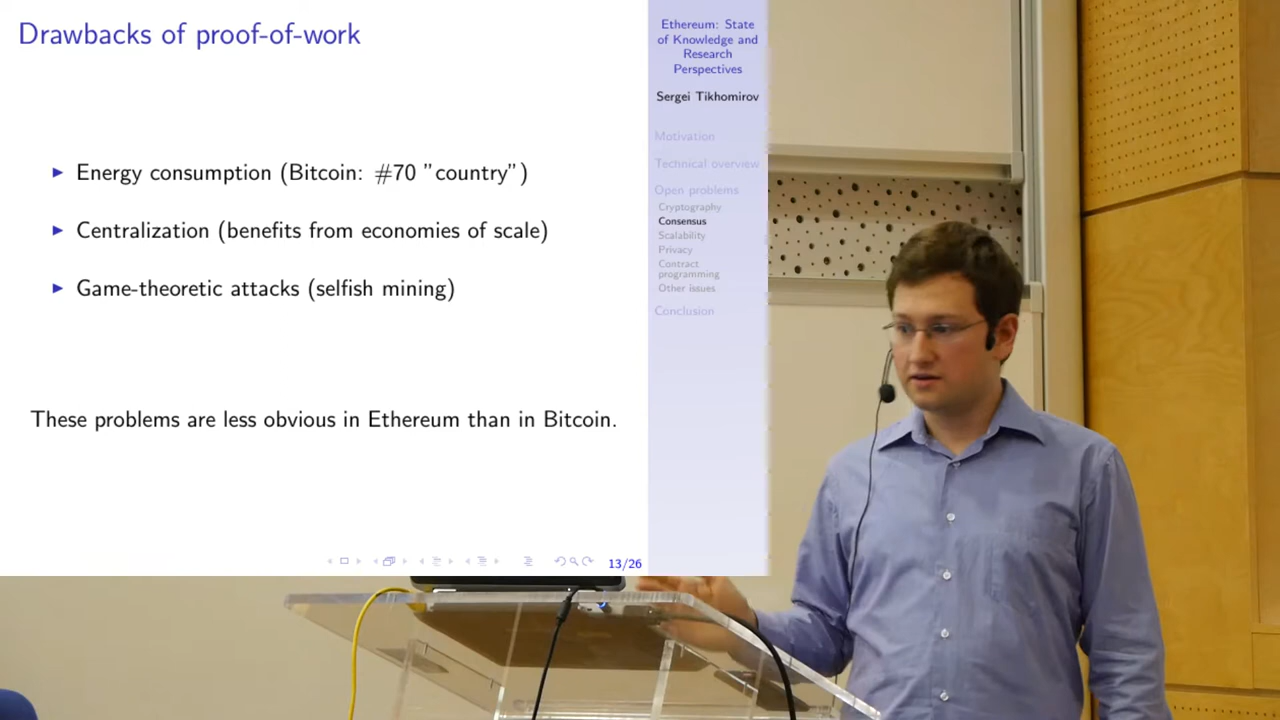 Drawbacks of proof-of-work
Energy consumption (Bitcoin: #70 "country")
Centralization (benefits from economies of scale)
Game-theoretic attacks (selfish mining)
These problems are less obvious in Ethereum than in Bitcoin.
13/26
Ethereum: State
of Knowledge and
Research
Perspectives
Sergei Tikhomirov
Motivation
Technical overview
Open problems
Cryptography
Consensus
Scalability
Privacy
Contract
programming
Other issues
Conclusion